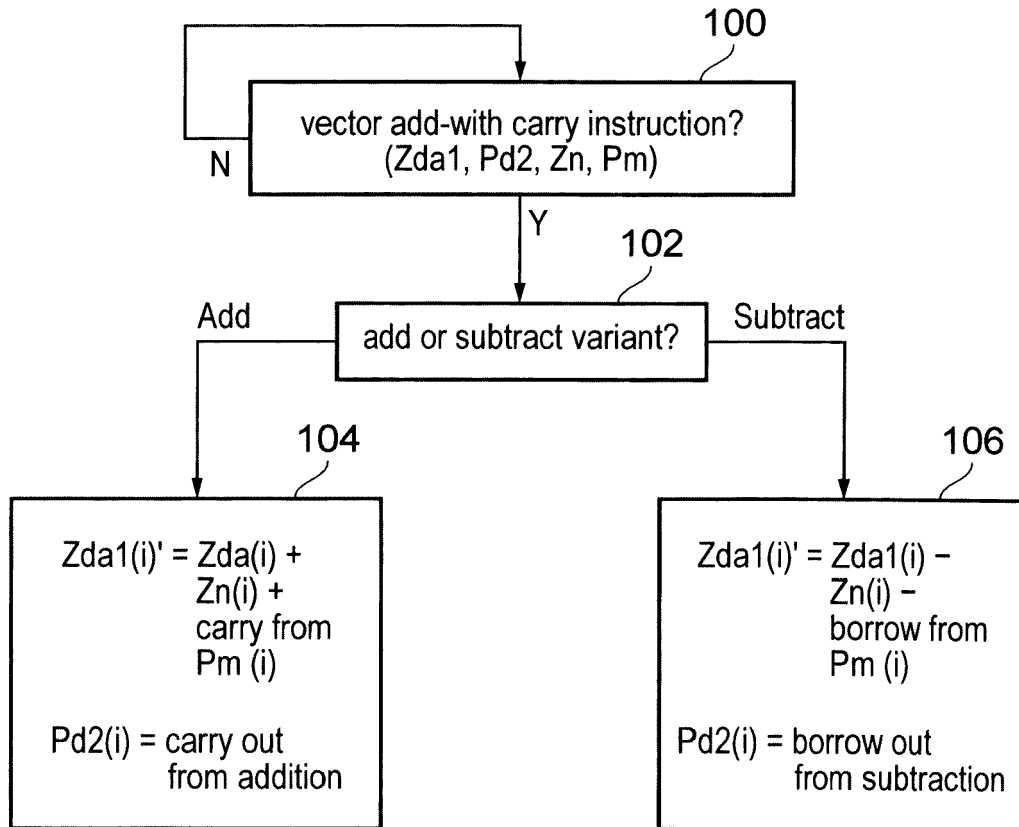 100
vector add-with carry instruction?
(Zda1, Pd2, Zn, Pm)
N
Y
102
Add
add or subtract variant?
Subtract
104
Zda1(i)' = Zda(i) +
Zn(i) +
carry from
Pm (i)
Pd2(i) = carry out
from addition
106
Zda1(i)' = Zda1(i) −
Zn(i) −
borrow from
Pm (i)
Pd2(i) = borrow out
from subtraction